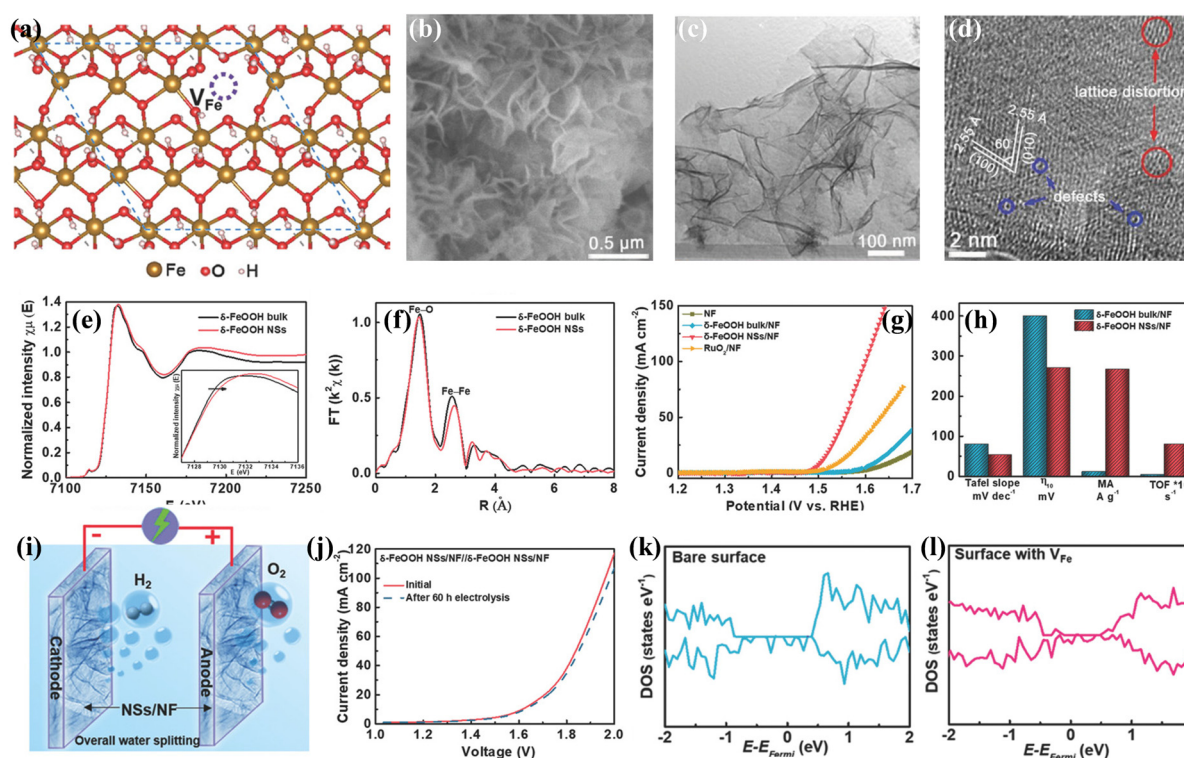 (a)
V_Fe
Fe O H
(b)
0.5 μm
(c)
100 nm
(d)
lattice distortion
2.55 Å
2.55 Å
60
(100)
(010)
defects
2 nm
(e)
Normalized intensity χμ (E)
1.4
1.2
1.0
0.8
0.6
0.4
0.2
0.0
7100 7150 7200 7250
δ-FeOOH bulk
δ-FeOOH NSs
Normalized intensity χμ (E)
7128 7130 7132 7134 7136
E (eV)
(f)
FT (k²χ (k))
1.0
0.5
0.0
0 2 4 6 8
R (Å)
Fe–O
Fe–Fe
δ-FeOOH bulk
δ-FeOOH NSs
(g)
Current density (mA cm⁻²)
150
100
50
0
1.2 1.3 1.4 1.5 1.6 1.7
Potential (V vs. RHE)
NF
δ-FeOOH bulk/NF
δ-FeOOH NSs/NF
RuO₂/NF
(h)
400
300
200
100
0
δ-FeOOH bulk/NF
δ-FeOOH NSs/NF
Tafel slope η₁₀ MA TOF *1
mV dec⁻¹ mV A g⁻¹ s⁻¹
(i)
- +
H₂
O₂
Cathode
Anode
NSs/NF
Overall water splitting
(j)
Current density (mA cm⁻²)
120
100
80
60
40
20
0
1.0 1.2 1.4 1.6 1.8 2.0
Voltage (V)
δ-FeOOH NSs/NF//δ-FeOOH NSs/NF
Initial
After 60 h electrolysis
(k)
Bare surface
DOS (states eV⁻¹)
-2 -1 0 1 2
E-E_Fermi (eV)
(l)
Surface with V_Fe
DOS (states eV⁻¹)
-2 -1 0 1
E-E_Fermi (eV)